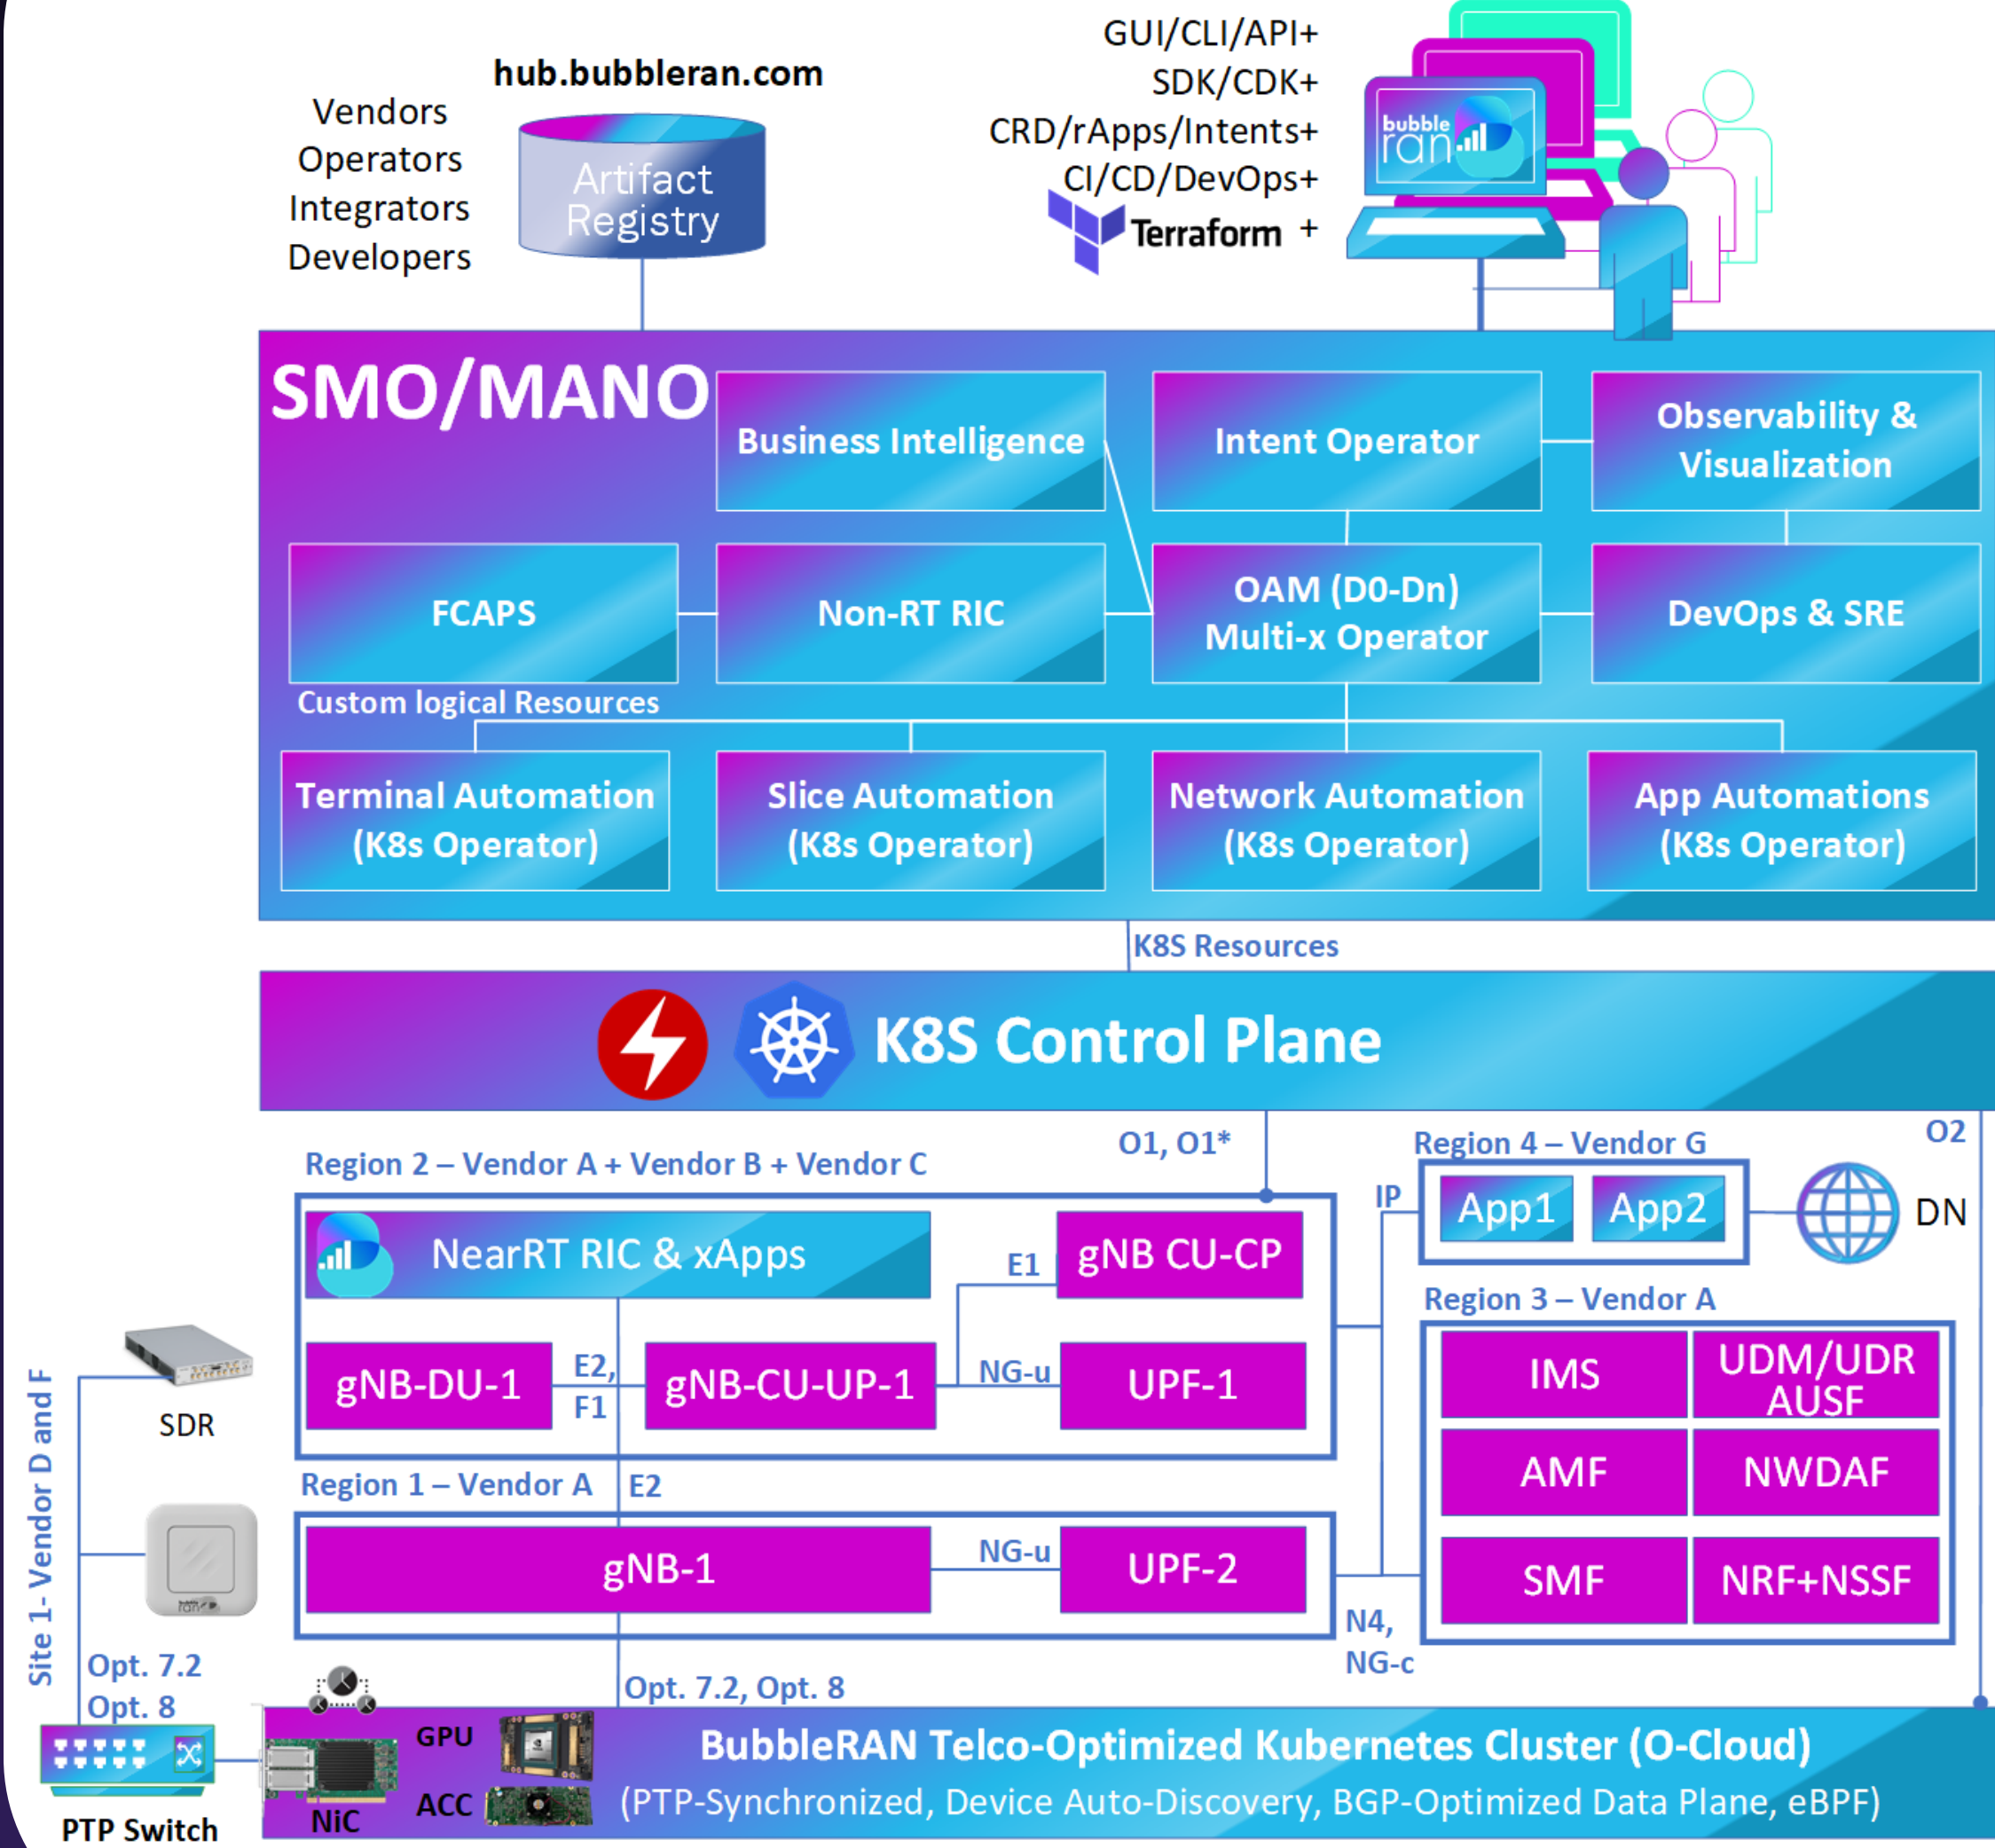 hub.bubbleran.com
Vendors
Operators
Integrators
Developers
Artifact
Registry
GUI/CLI/API+
SDK/CDK+
CRD/rApps/Intents+
CI/CD/DevOps+
Terraform +
bubble
ran
SMO/MANO
Business Intelligence
Intent Operator
Observability &
Visualization
FCAPS
Non-RT RIC
OAM (D0-Dn)
Multi-x Operator
DevOps & SRE
Custom logical Resources
Terminal Automation
(K8s Operator)
Slice Automation
(K8s Operator)
Network Automation
(K8s Operator)
App Automations
(K8s Operator)
K8S Resources
K8S Control Plane
O1, O1*
O2
Region 2 – Vendor A + Vendor B + Vendor C
NearRT RIC & xApps
gNB CU-CP
E1
gNB-DU-1
E2,
F1
gNB-CU-UP-1
NG-u
UPF-1
IP
Region 4 – Vendor G
App1
App2
DN
Region 3 – Vendor A
IMS
UDM/UDR
AUSF
AMF
NWDAF
SMF
NRF+NSSF
Region 1 – Vendor A
E2
gNB-1
NG-u
UPF-2
N4,
NG-c
Site 1- Vendor D and F
SDR
bubble
ran
Opt. 7.2
Opt. 8
PTP Switch
Opt. 7.2, Opt. 8
NiC
GPU
ACC
BubbleRAN Telco-Optimized Kubernetes Cluster (O-Cloud)
(PTP-Synchronized, Device Auto-Discovery, BGP-Optimized Data Plane, eBPF)